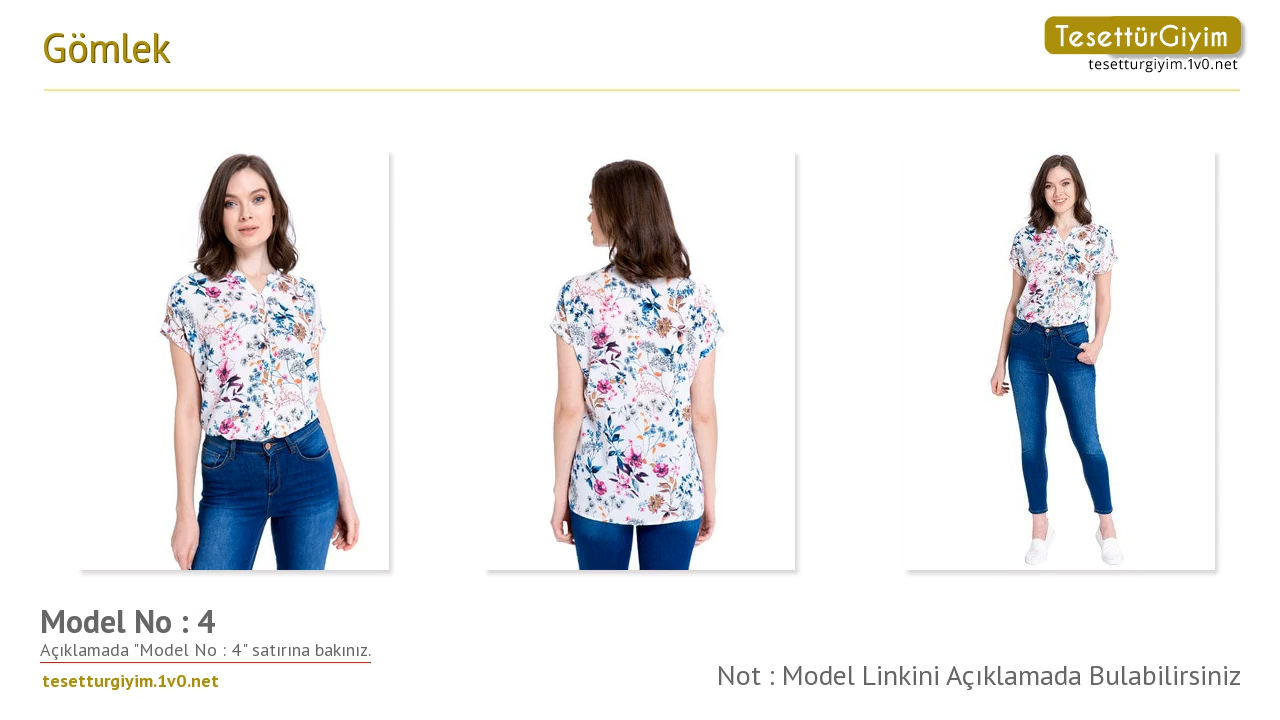 Gömlek
TesettürGiyim
tesetturgiyim.1v0.net
Model No : 4
Açıklamada "Model No : 4" satırına bakınız.
tesetturgiyim.1v0.net
Not : Model Linkini Açıklamada Bulabilirsiniz